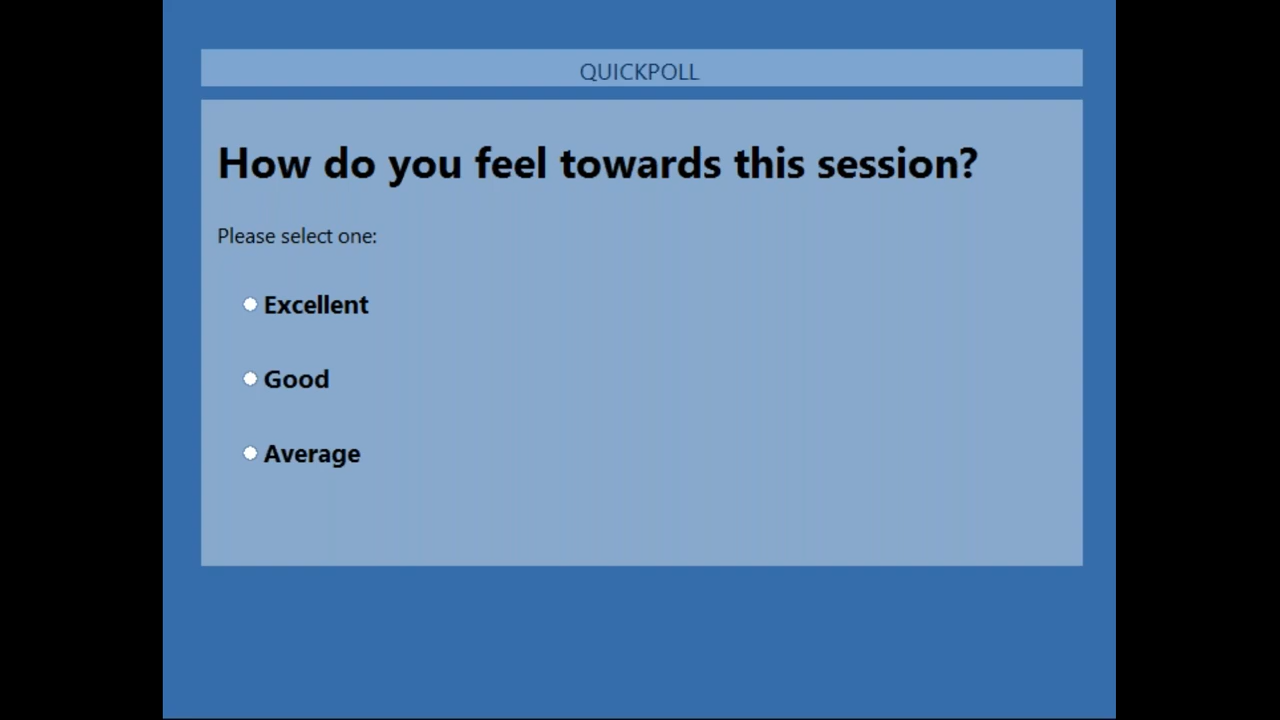 QUICKPOLL
How do you feel towards this session?
Please select one:
Excellent
Good
Average